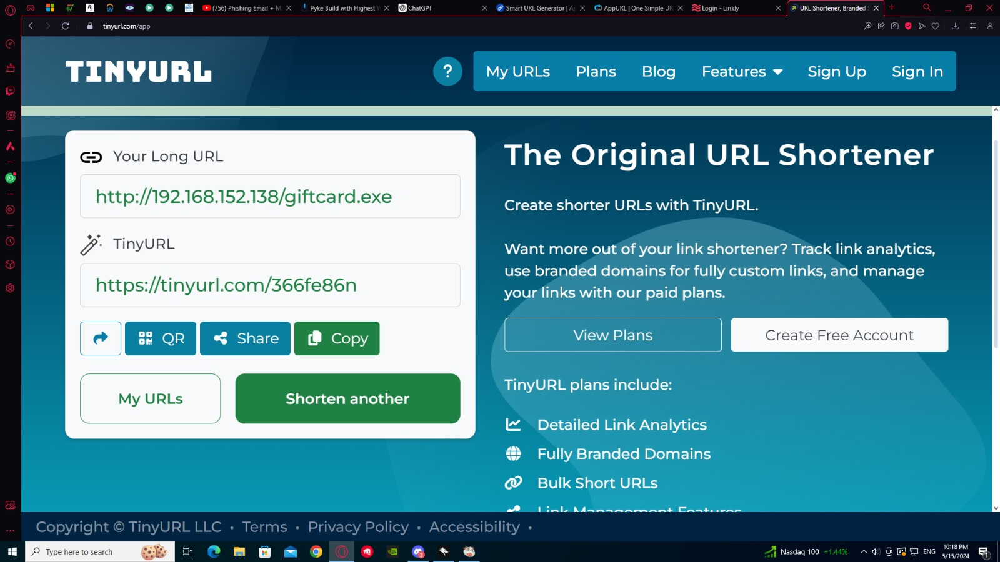 (756) Phishing Email + M
Pyke Build with Highest
ChatGPT
Smart URL Generator | Ap
AppURL | One Simple UR
Login - Linkly
URL Shortener, Branded S
tinyurl.com/app
TINYURL
?
My URLs
Plans
Blog
Features
Sign Up
Sign In
Your Long URL
http://192.168.152.138/giftcard.exe
TinyURL
https://tinyurl.com/366fe86n
QR
Share
Copy
My URLs
Shorten another
The Original URL Shortener
Create shorter URLs with TinyURL.
Want more out of your link shortener? Track link analytics,
use branded domains for fully custom links, and manage
your links with our paid plans.
View Plans
Create Free Account
TinyURL plans include:
Detailed Link Analytics
Fully Branded Domains
Bulk Short URLs
Link Management Features
Copyright © TinyURL LLC • Terms • Privacy Policy • Accessibility •
Type here to search
Nasdaq 100 +1.44%
ENG
10:18 PM
5/15/2024